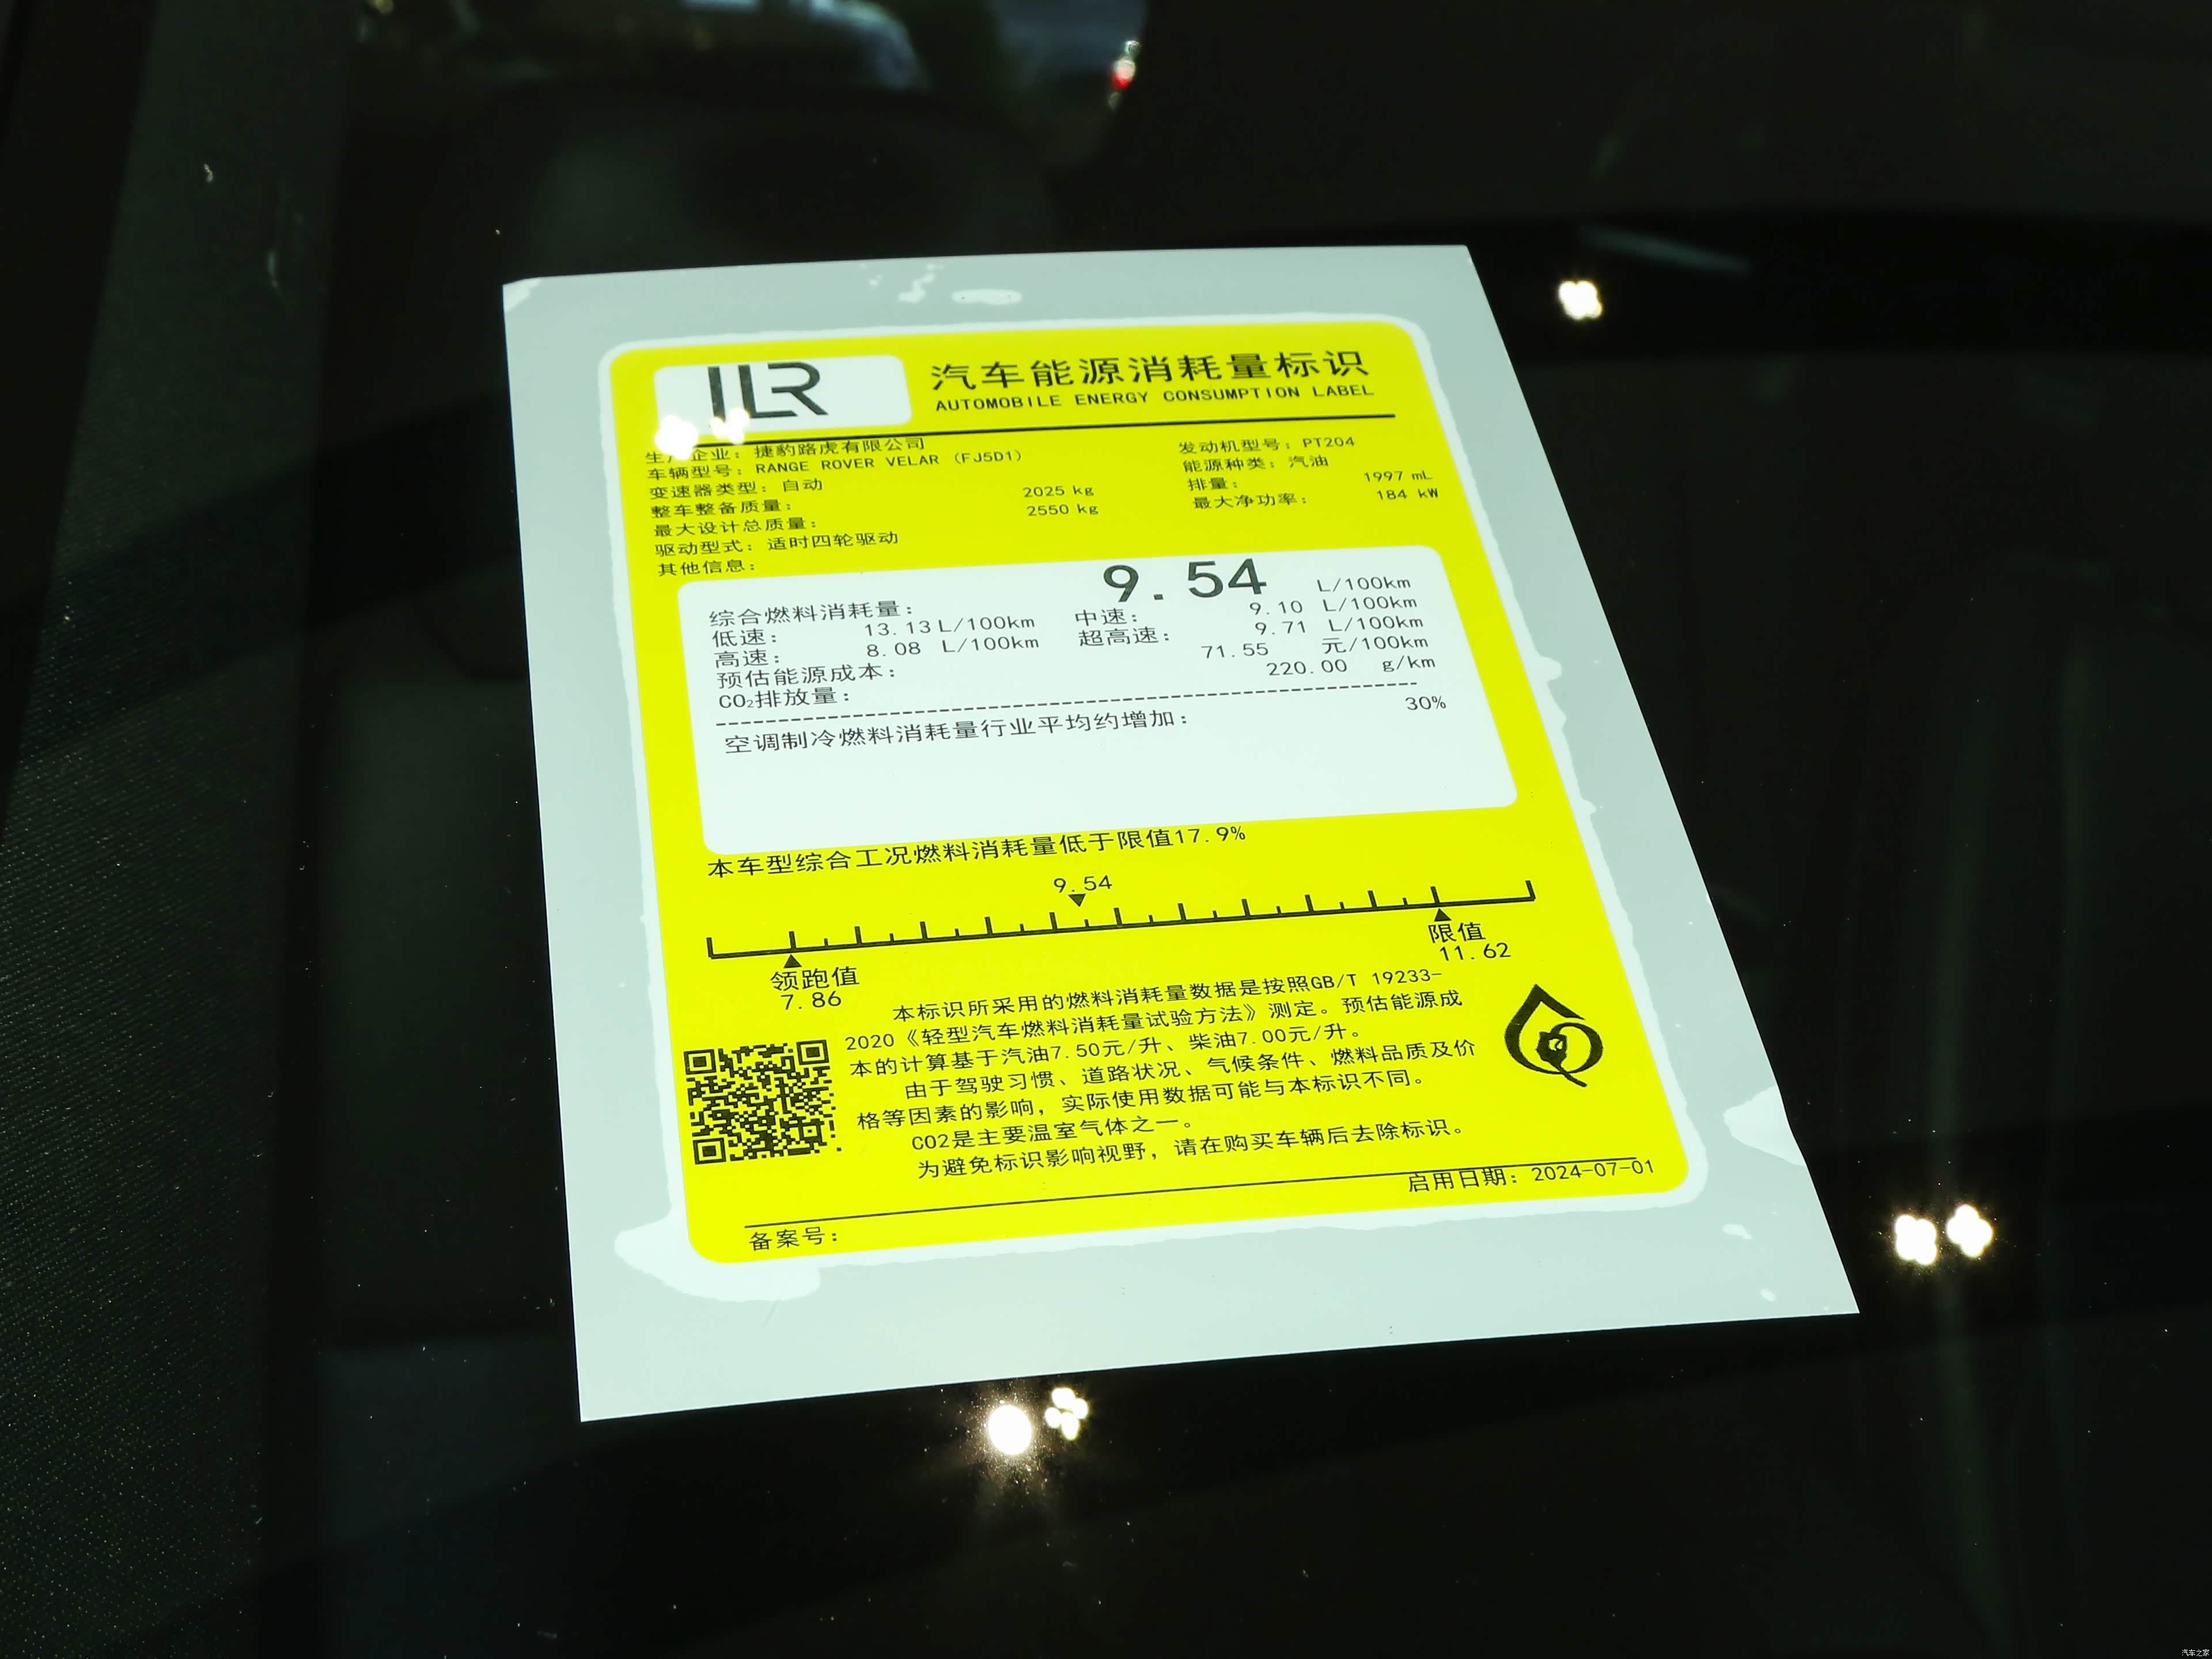 JLR
汽车能源消耗量标识
AUTOMOBILE ENERGY CONSUMPTION LABEL
生产企业：捷豹路虎有限公司
车辆型号：RANGE ROVER VELAR (FJ5D1)
变速器类型：自动
整车整备质量：2025 kg
最大设计总质量：2550 kg
驱动型式：适时四轮驱动
其他信息：
发动机型号：PT204
能源种类：汽油
排量：1997 mL
最大净功率：184 kW
综合燃料消耗量：9.54 L/100km
低速：13.13 L/100km 中速：9.10 L/100km
高速：8.08 L/100km 超高速：9.71 L/100km
预估能源成本：71.55 元/100km
CO₂排放量：220.00 g/km
空调制冷燃料消耗量行业平均约增加：30%
本车型综合工况燃料消耗量低于限值17.9%
9.54
领跑值
7.86
限值
11.62
本标识所采用的燃料消耗量数据是按照GB/T 19233-
2020《轻型汽车燃料消耗量试验方法》测定。预估能源成
本的计算基于汽油7.50元/升、柴油7.00元/升。
由于驾驶习惯、道路状况、气候条件、燃料品质及价
格等因素的影响，实际使用数据可能与本标识不同。
CO2是主要温室气体之一。
为避免标识影响视野，请在购买车辆后去除标识。
备案号：
启用日期：2024-07-01
汽车之家